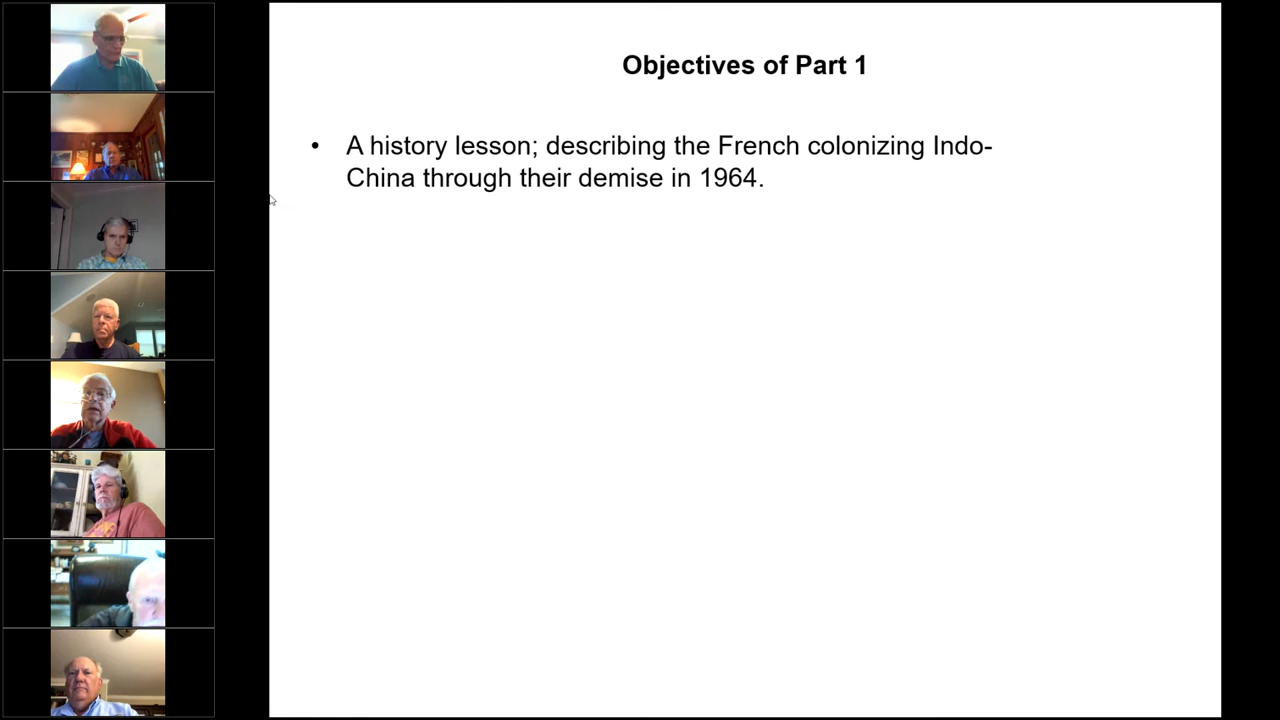 Objectives of Part 1
• A history lesson; describing the French colonizing Indo-
China through their demise in 1964.